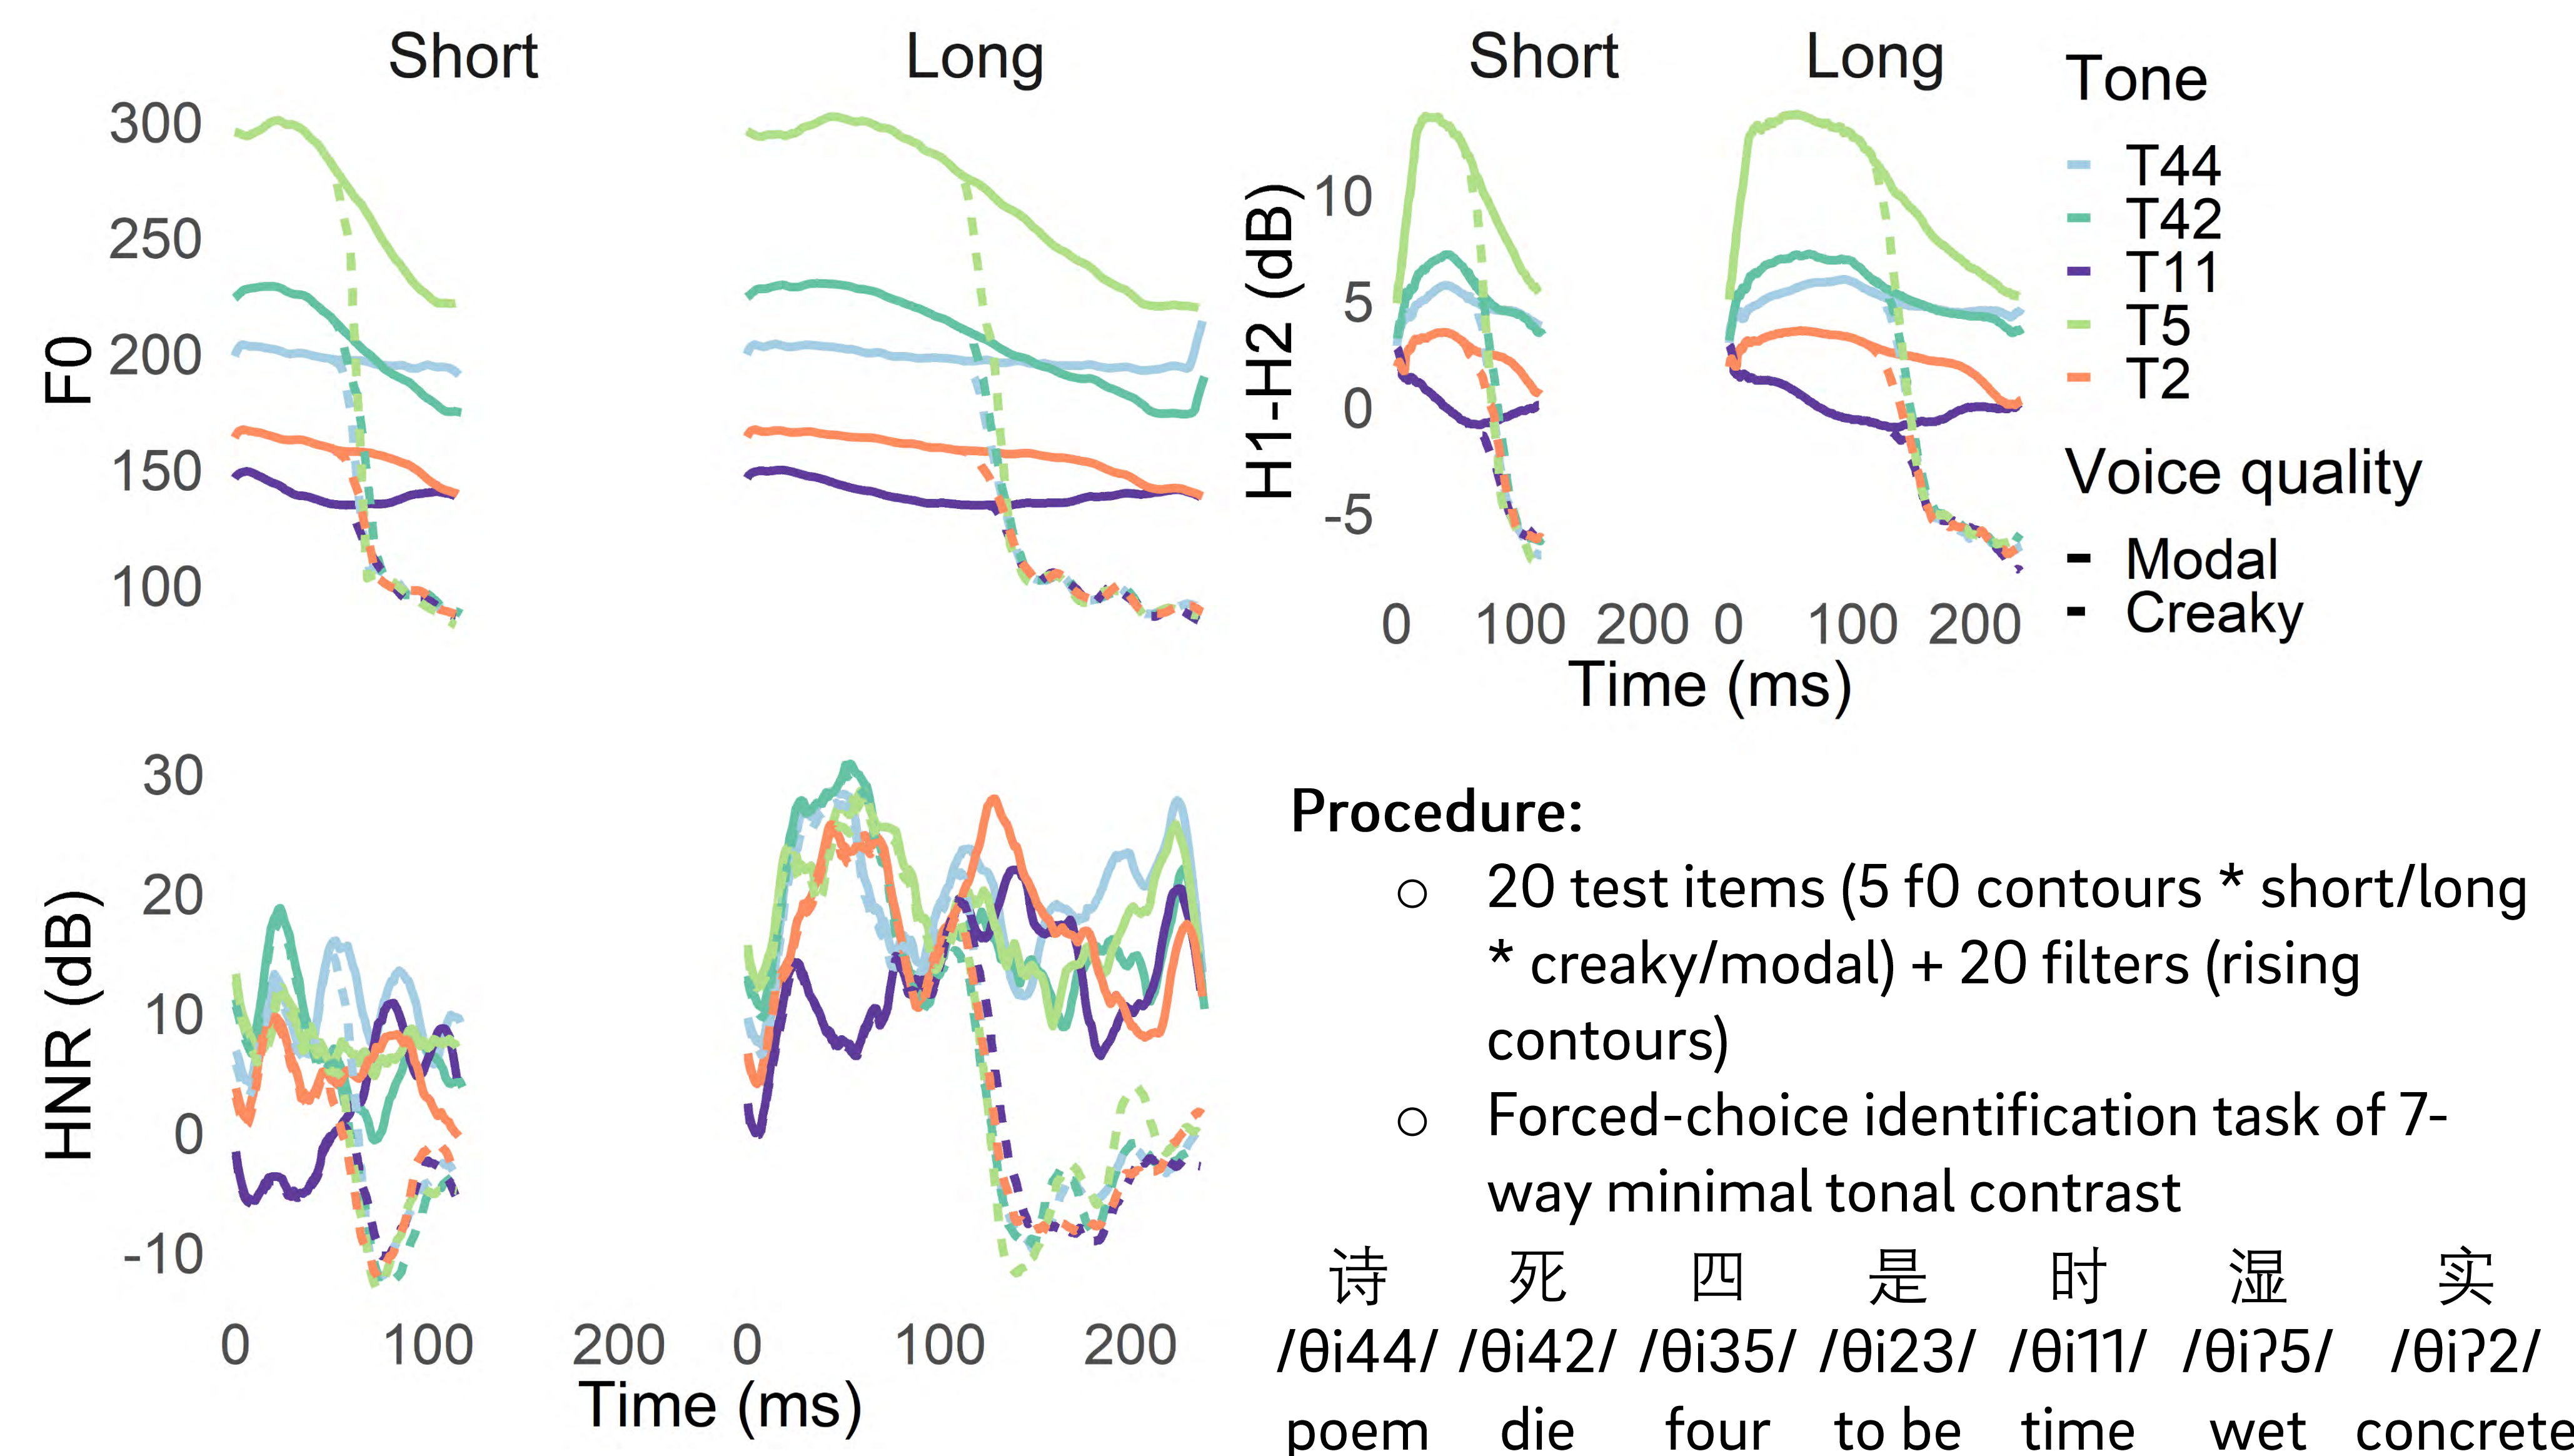 Short
Long
F0
300
250
200
150
100
Short
Long
H1-H2 (dB)
10
5
0
-5
0 100 200 0 100 200
Time (ms)
Tone
T44
T42
T11
T5
T2
Voice quality
Modal
Creaky
HNR (dB)
30
20
10
0
-10
0 100 200 0 100 200
Time (ms)
Procedure:
○ 20 test items (5 f0 contours * short/long
* creaky/modal) + 20 filters (rising
contours)
○ Forced-choice identification task of 7-
way minimal tonal contrast
诗 死 四 是 时 湿 实
/θi44/ /θi42/ /θi35/ /θi23/ /θi11/ /θiʔ5/ /θiʔ2/
poem die four to be time wet concrete